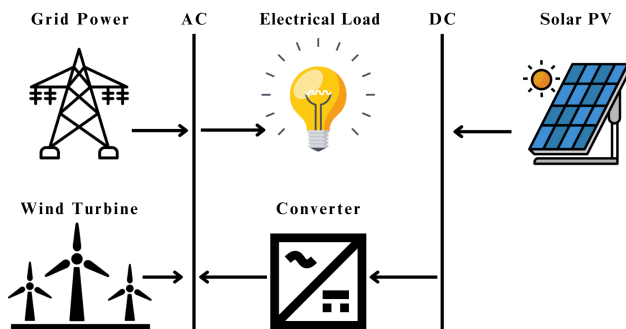 Grid Power
AC
Electrical Load
DC
Solar PV
Wind Turbine
Converter